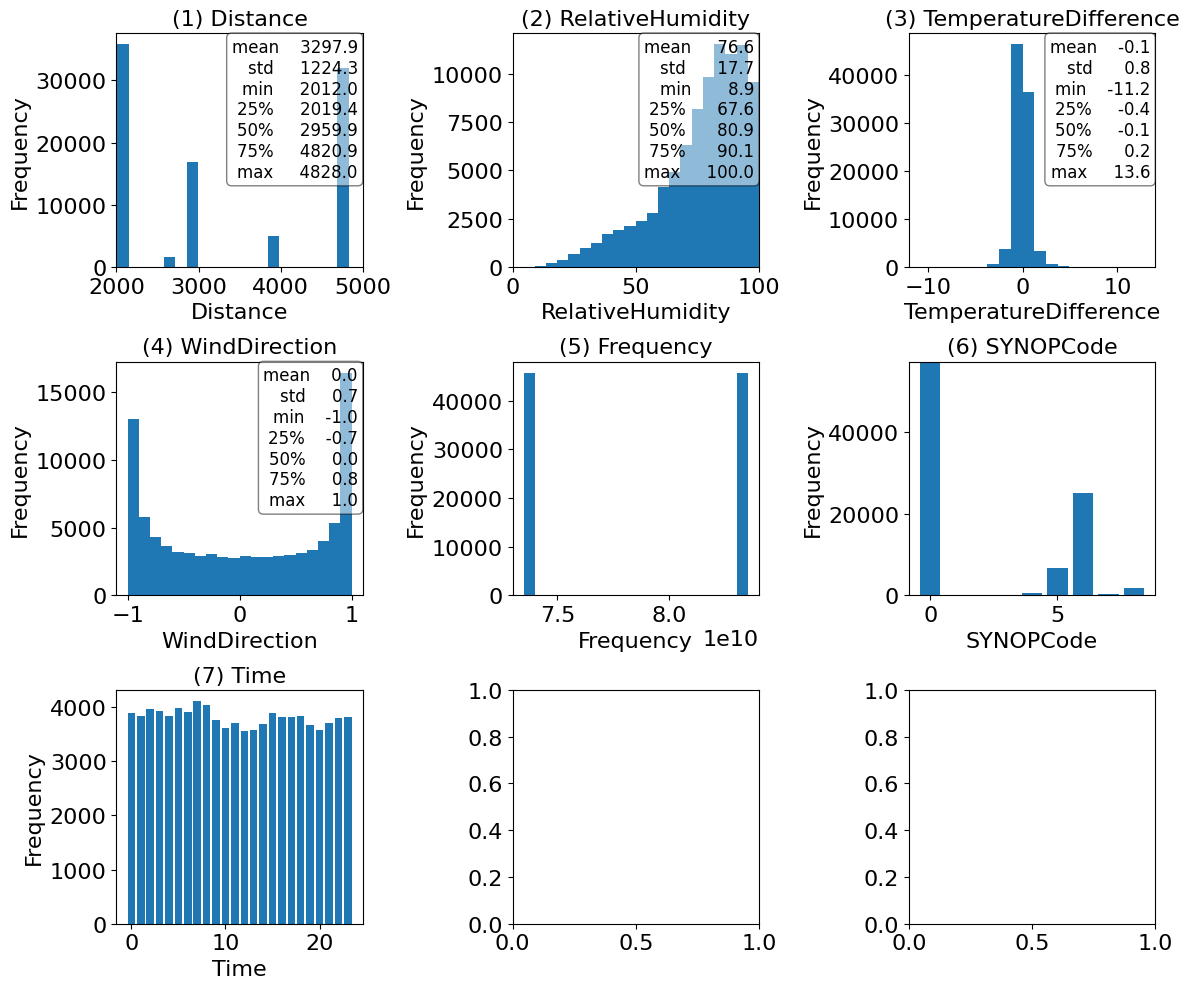 (1) Distance
Frequency
30000
20000
10000
0
2000 3000 4000 5000
Distance
mean 3297.9
std 1224.3
min 2012.0
25% 2019.4
50% 2959.9
75% 4820.9
max 4828.0
(2) RelativeHumidity
Frequency
10000
7500
5000
2500
0
0 50 100
RelativeHumidity
mean 76.6
std 17.7
min 8.9
25% 67.6
50% 80.9
75% 90.1
max 100.0
(3) TemperatureDifference
Frequency
40000
30000
20000
10000
0
−10 0 10
TemperatureDifference
mean -0.1
std 0.8
min -11.2
25% -0.4
50% -0.1
75% 0.2
max 13.6
(4) WindDirection
Frequency
15000
10000
5000
0
−1 0 1
WindDirection
mean 0.0
std 0.7
min -1.0
25% -0.7
50% 0.0
75% 0.8
max 1.0
(5) Frequency
Frequency
40000
30000
20000
10000
0
7.5 8.0
Frequency 1e10
(6) SYNOPCode
Frequency
40000
20000
0
0 5
SYNOPCode
(7) Time
Frequency
4000
3000
2000
1000
0
0 10 20
Time
1.0
0.8
0.6
0.4
0.2
0.0
0.0 0.5 1.0
1.0
0.8
0.6
0.4
0.2
0.0
0.0 0.5 1.0